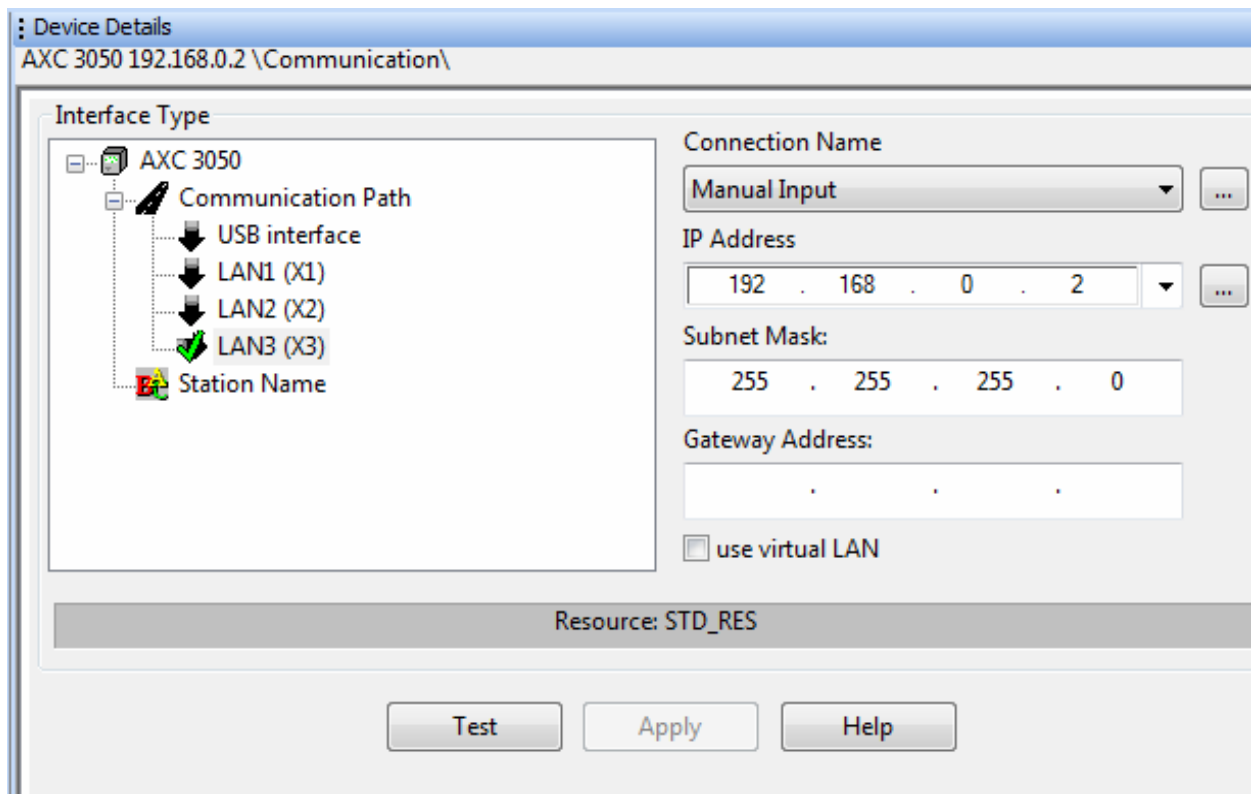 Device Details
AXC 3050 192.168.0.2 \Communication\
Interface Type
AXC 3050
Communication Path
USB interface
LAN1 (X1)
LAN2 (X2)
LAN3 (X3)
Station Name
Connection Name
Manual Input
...
IP Address
192 . 168 . 0 . 2
...
Subnet Mask:
255 . 255 . 255 . 0
Gateway Address:
. . .
use virtual LAN
Resource: STD_RES
Test Apply Help